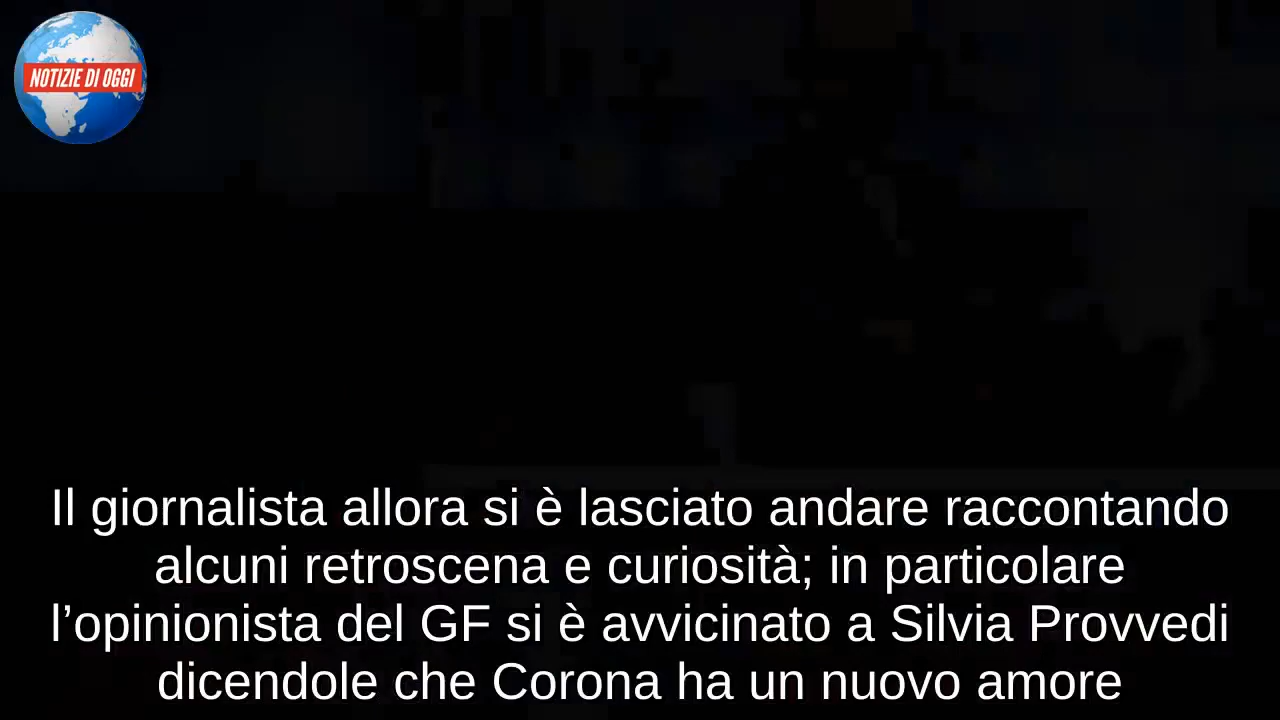 NOTIZIE DI OGGI
Il giornalista allora si è lasciato andare raccontando
alcuni retroscena e curiosità; in particolare
l’opinionista del GF si è avvicinato a Silvia Provvedi
dicendole che Corona ha un nuovo amore